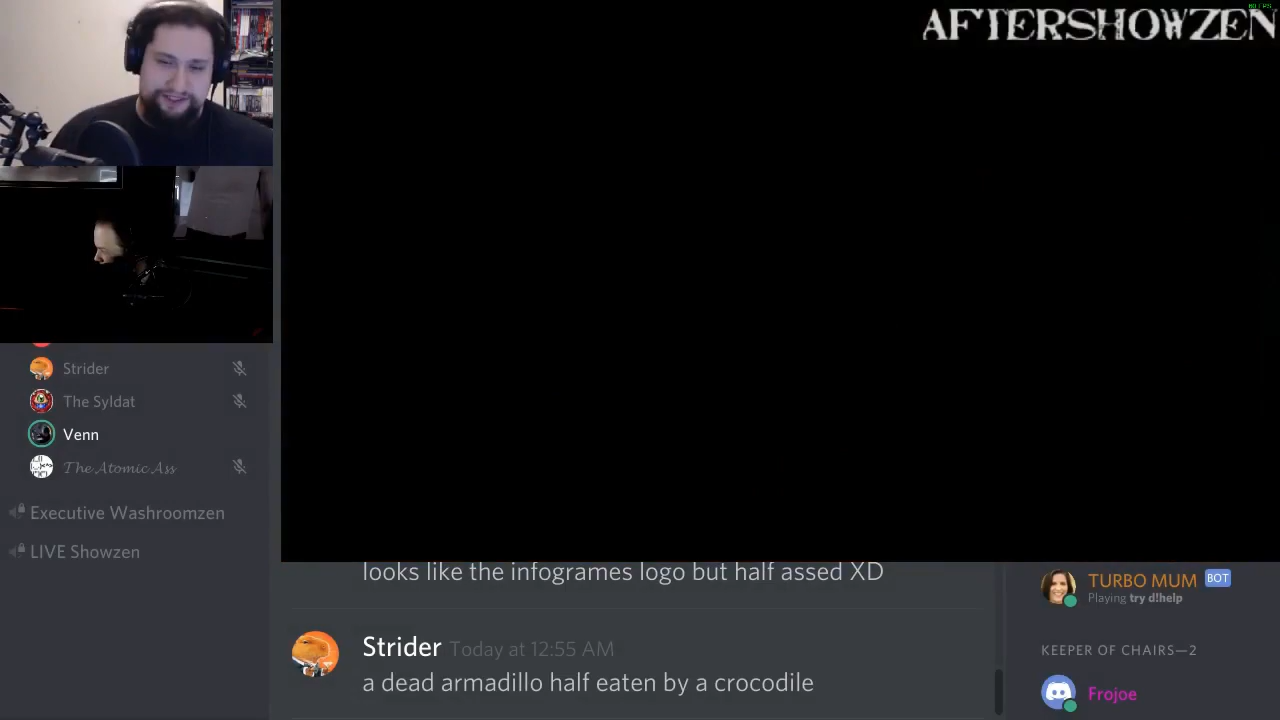 AFTERSHOWZEN
Strider
The Syldat
Venn
The Atomic Ass
Executive Washroomzen
LIVE Showzen
looks like the infogrames logo but half assed XD
Strider Today at 12:55 AM
a dead armadillo half eaten by a crocodile
TURBO MUM BOT
Playing try d!help
KEEPER OF CHAIRS—2
Frojoe